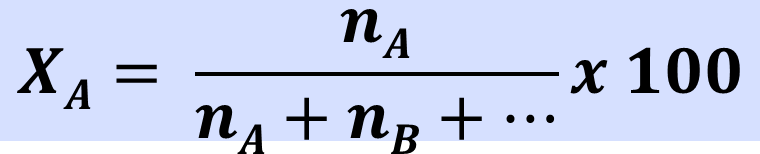 X_A = n_A / (n_A + n_B + ⋯) x 100